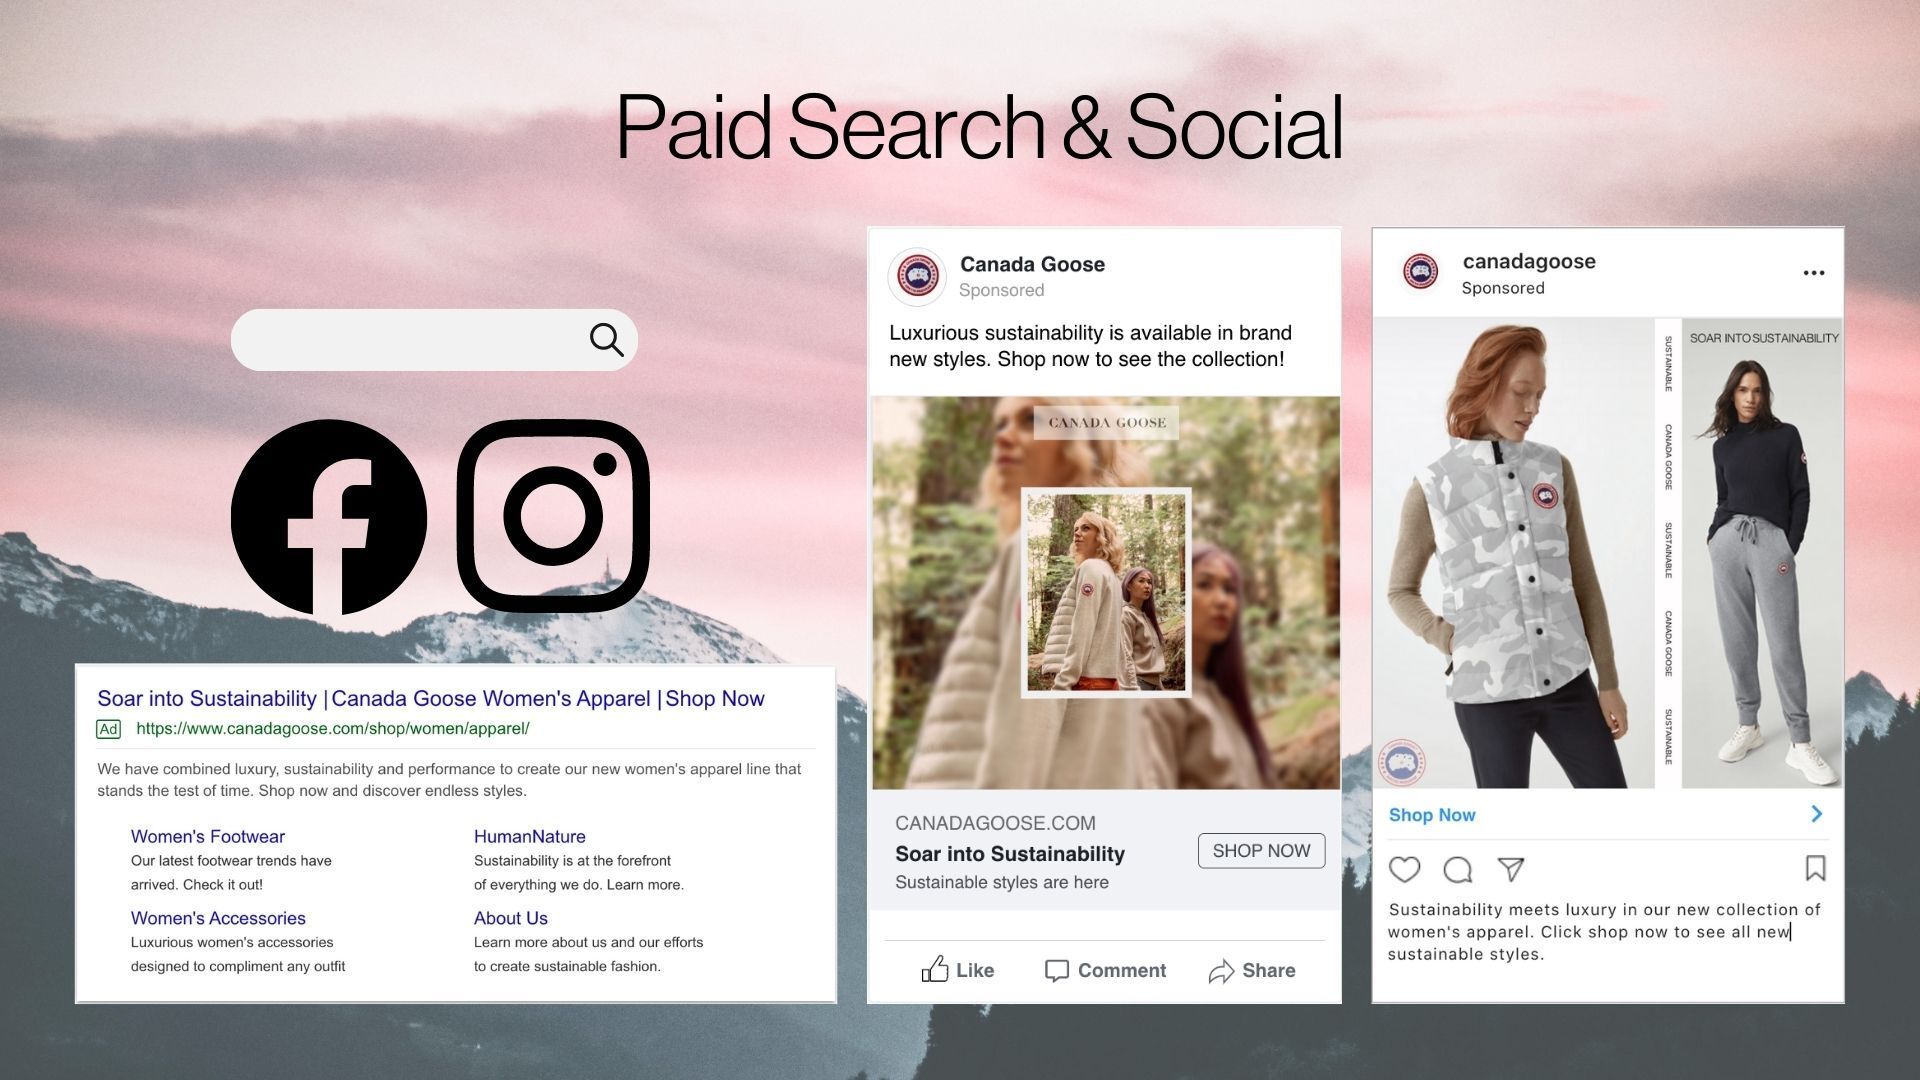 Paid Search & Social
Soar into Sustainability | Canada Goose Women's Apparel | Shop Now
Ad https://www.canadagoose.com/shop/women/apparel/
We have combined luxury, sustainability and performance to create our new women's apparel line that
stands the test of time. Shop now and discover endless styles.
Women's Footwear
Our latest footwear trends have
arrived. Check it out!
HumanNature
Sustainability is at the forefront
of everything we do. Learn more.
Women's Accessories
Luxurious women's accessories
designed to compliment any outfit
About Us
Learn more about us and our efforts
to create sustainable fashion.
Canada Goose
Sponsored
Luxurious sustainability is available in brand
new styles. Shop now to see the collection!
CANADA GOOSE
CANADAGOOSE.COM
Soar into Sustainability
Sustainable styles are here
SHOP NOW
Like
Comment
Share
canadagoose
Sponsored
SUSTAINABLE
CANADA GOOSE
SUSTAINABLE
CANADA GOOSE
SUSTAINABLE
SOAR INTO SUSTAINABILITY
Shop Now
Sustainability meets luxury in our new collection of
women's apparel. Click shop now to see all new
sustainable styles.